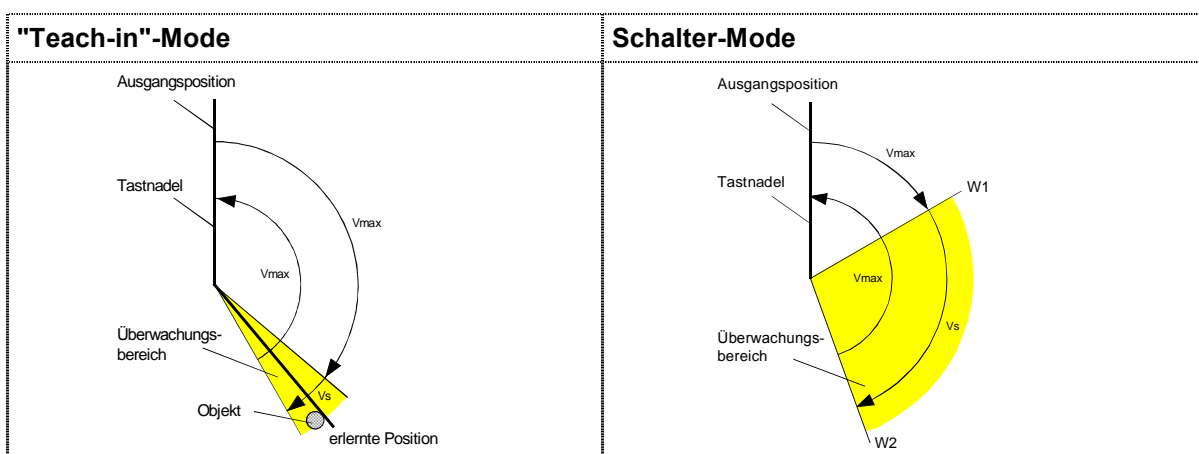 "Teach-in"-Mode
Ausgangsposition
Tastnadel
Vmax
Vmax
Überwachungs-
bereich
Vs
Objekt
erlernte Position
Schalter-Mode
Ausgangsposition
Vmax
Tastnadel
W1
Vmax
Überwachungs-
bereich
Vs
W2